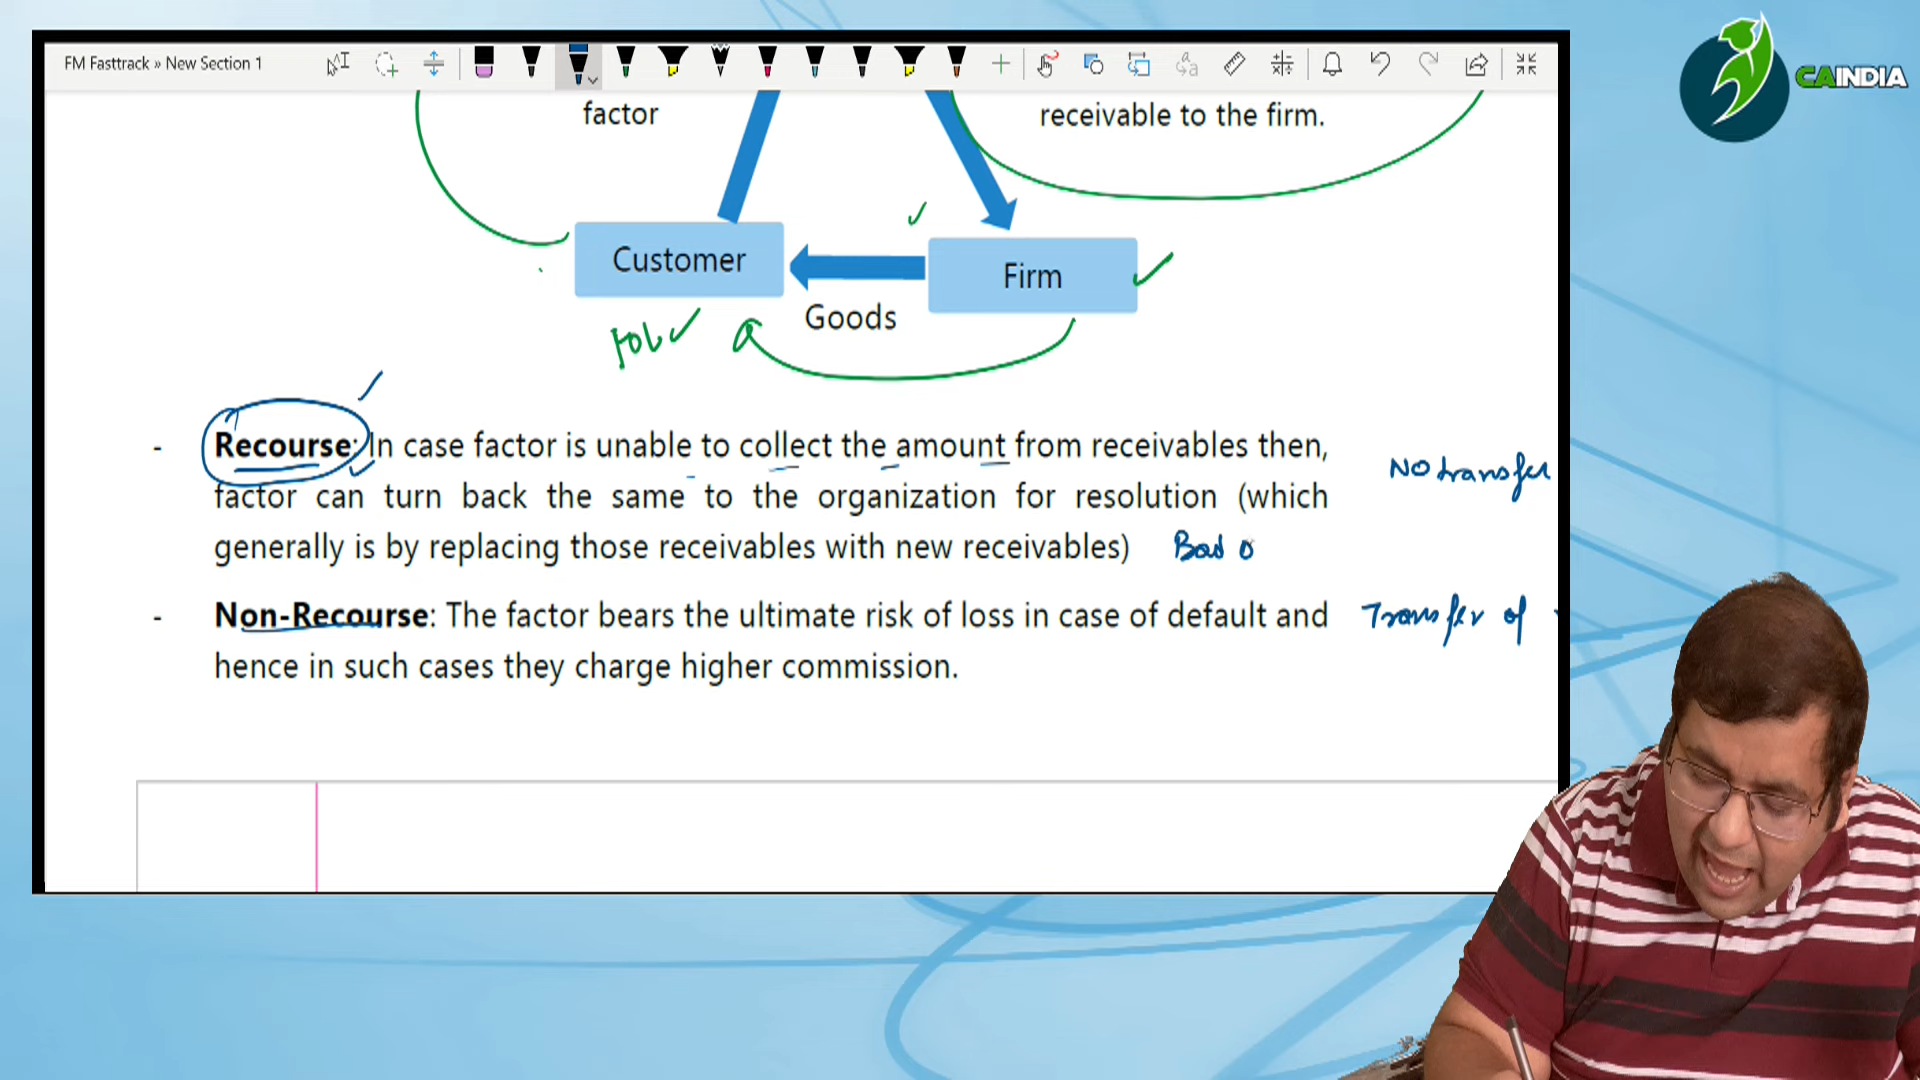 FM Fasttrack » New Section 1
CAINDIA
factor
receivable to the firm.
Customer
Firm
Goods
- Recourse: In case factor is unable to collect the amount from receivables then,
factor can turn back the same to the organization for resolution (which
generally is by replacing those receivables with new receivables)
No transfer
Bad
- Non-Recourse: The factor bears the ultimate risk of loss in case of default and
hence in such cases they charge higher commission.
Transfer of